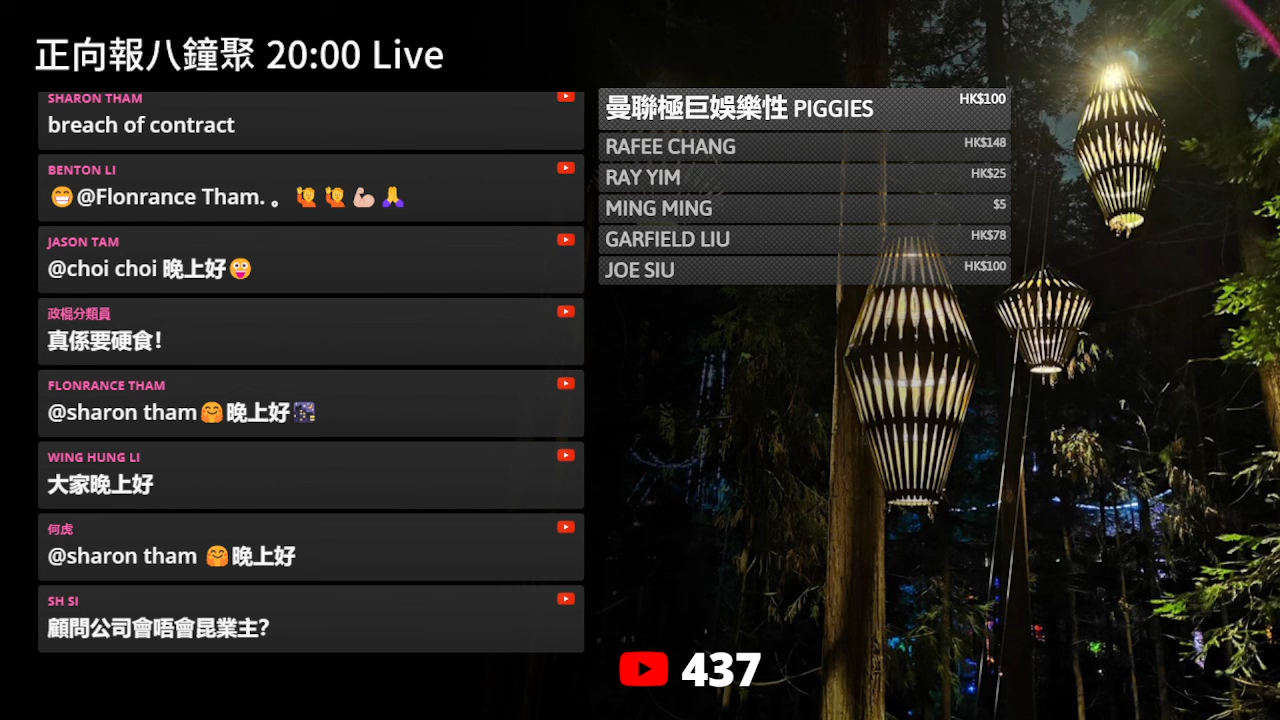 正向報八鐘聚 20:00 Live
SHARON THAM
breach of contract
BENTON LI
😁@Flonrance Tham. 。 🙋🙋💪🏼🙏
JASON TAM
@choi choi 晚上好🤪
政棍分類員
真係要硬食!
FLONRANCE THAM
@sharon tham🤗晚上好🌌
WING HUNG LI
大家晚上好
何虎
@sharon tham 🤗晚上好
SH SI
顧問公司會唔會昆業主?
曼聯極巨娛樂性 PIGGIES HK$100
RAFEE CHANG HK$148
RAY YIM HK$25
MING MING $5
GARFIELD LIU HK$78
JOE SIU HK$100
437